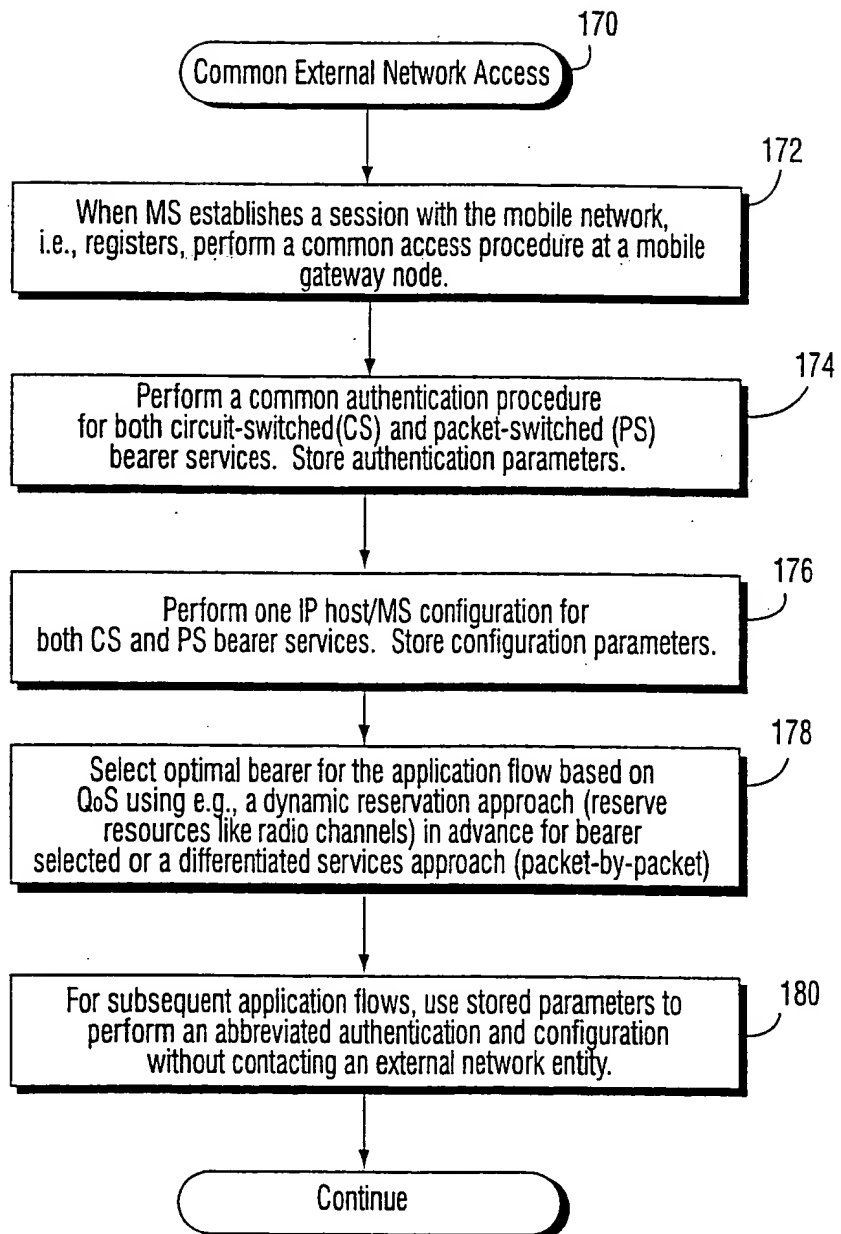 170
Common External Network Access
172
When MS establishes a session with the mobile network,
i.e., registers, perform a common access procedure at a mobile
gateway node.
174
Perform a common authentication procedure
for both circuit-switched(CS) and packet-switched (PS)
bearer services. Store authentication parameters.
176
Perform one IP host/MS configuration for
both CS and PS bearer services. Store configuration parameters.
178
Select optimal bearer for the application flow based on
QoS using e.g., a dynamic reservation approach (reserve
resources like radio channels) in advance for bearer
selected or a differentiated services approach (packet-by-packet)
180
For subsequent application flows, use stored parameters to
perform an abbreviated authentication and configuration
without contacting an external network entity.
Continue